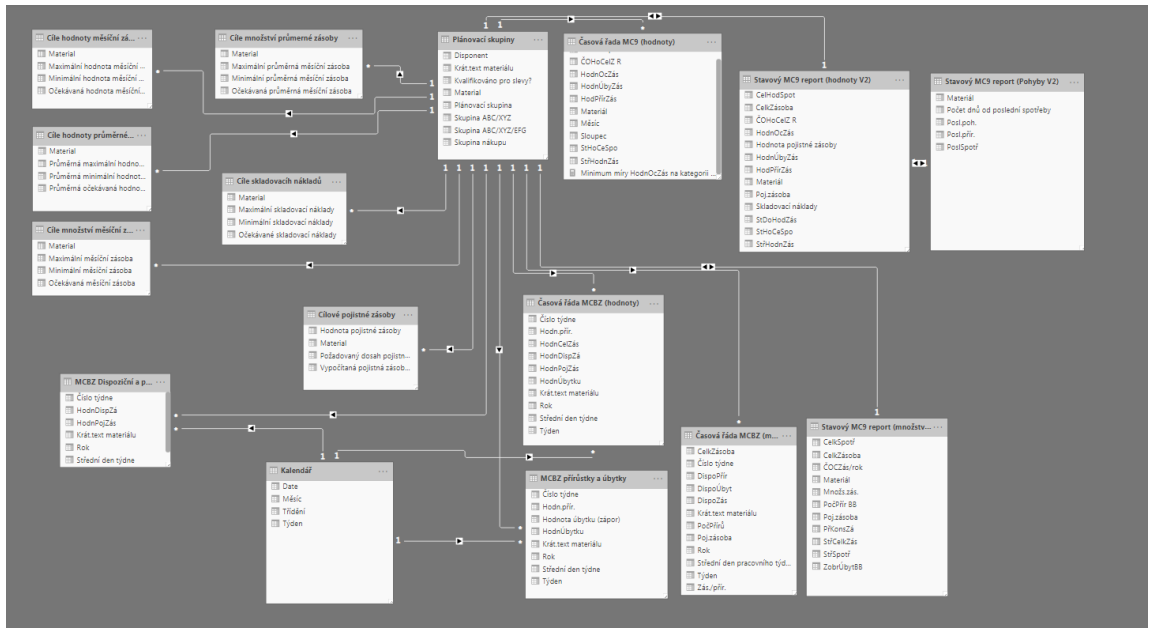 Cíle hodnoty měsíční zá...
Material
Maximální hodnota měsíční ...
Minimální hodnota měsíční ...
Očekávaná hodnota měsíční...
Cíle množství průmerné zásoby
Material
Maximální průměrná měsíční zásoba
Minimální průměrná měsíční zásoba
Očekávaná průměrná měsíční zásoba
Plánovací skupiny
Disponent
Krát.text materiálu
Kvalifikováno pro slevy?
Material
Plánovací skupina
Skupina ABC/XYZ
Skupina ABC/XYZ/EFG
Skupina nákupu
Časová řada MC9 (hodnoty)
ČOHoCelZ R
HodnOcZás
HodnÚbyZás
HodPřírZás
Materiál
Měsíc
Sloupec
StHoCeSpo
StřHodnZás
Minimum míry HodnOcZás na kategorii ...
Stavový MC9 report (hodnoty V2)
CelHodSpot
CelkZásoba
ČOHoCelZ R
HodnOcZás
Hodnota pojistné zásoby
HodnÚbyZás
HodPřírZás
Materiál
Poj.zásoba
Skladovací náklady
StDoHodZás
StHoCeSpo
StřHodnZás
Stavový MC9 report (Pohyby V2)
Materiál
Počet dnů od poslední spotřeby
Posl.poh.
Posl.přír.
PoslSpotř
Cíle hodnoty průměrné...
Material
Průměrná maximální hodno...
Průměrná minimální hodnot...
Průměrná očekávaná hodno...
Cíle skladovacíh nákladů
Material
Maximální skladovací náklady
Minimální skladovací náklady
Očekávané skladovací náklady
Cíle množství měsíční z...
Material
Maximální měsíční zásoba
Minimální měsíční zásoba
Očekávaná měsíční zásoba
Cílové pojistné zásoby
Hodnota pojistné zásoby
Material
Požadovaný dosah pojistn...
Vypočítaná pojistná zásob...
Časová řáda MCBZ (hodnoty)
Číslo týdne
Hodn.přír.
HodnCelZás
HodnDispZá
HodnPojZás
HodnÚbytku
Krát.text materiálu
Rok
Střední den týdne
Týden
MCBZ Dispoziční a p...
Číslo týdne
HodnDispZá
HodnPojZás
Krát.text materiálu
Rok
Střední den týdne
Kalendář
Date
Měsíc
Třídění
Týden
MCBZ přírůstky a úbytky
Číslo týdne
Hodn.přír.
Hodnota úbytku (zápor)
HodnÚbytku
Krát.text materiálu
Rok
Střední den týdne
Týden
Časová řada MCBZ (m...
CelkZásoba
Číslo týdne
DispoPřír
DispoÚbyt
DispoZás
Krát.text materiálu
PočPřírů
Poj.zásoba
Rok
Střední den pracovního týd...
Týden
Zás./přír.
Stavový MC9 report (množstv...
CelkSpotř
CelkZásoba
ČOCZás/rok
Materiál
Množs.zás.
PočPřír BB
Poj.zásoba
PřKonsZá
StřCelkZás
StřSpotř
ZobrÚbytBB